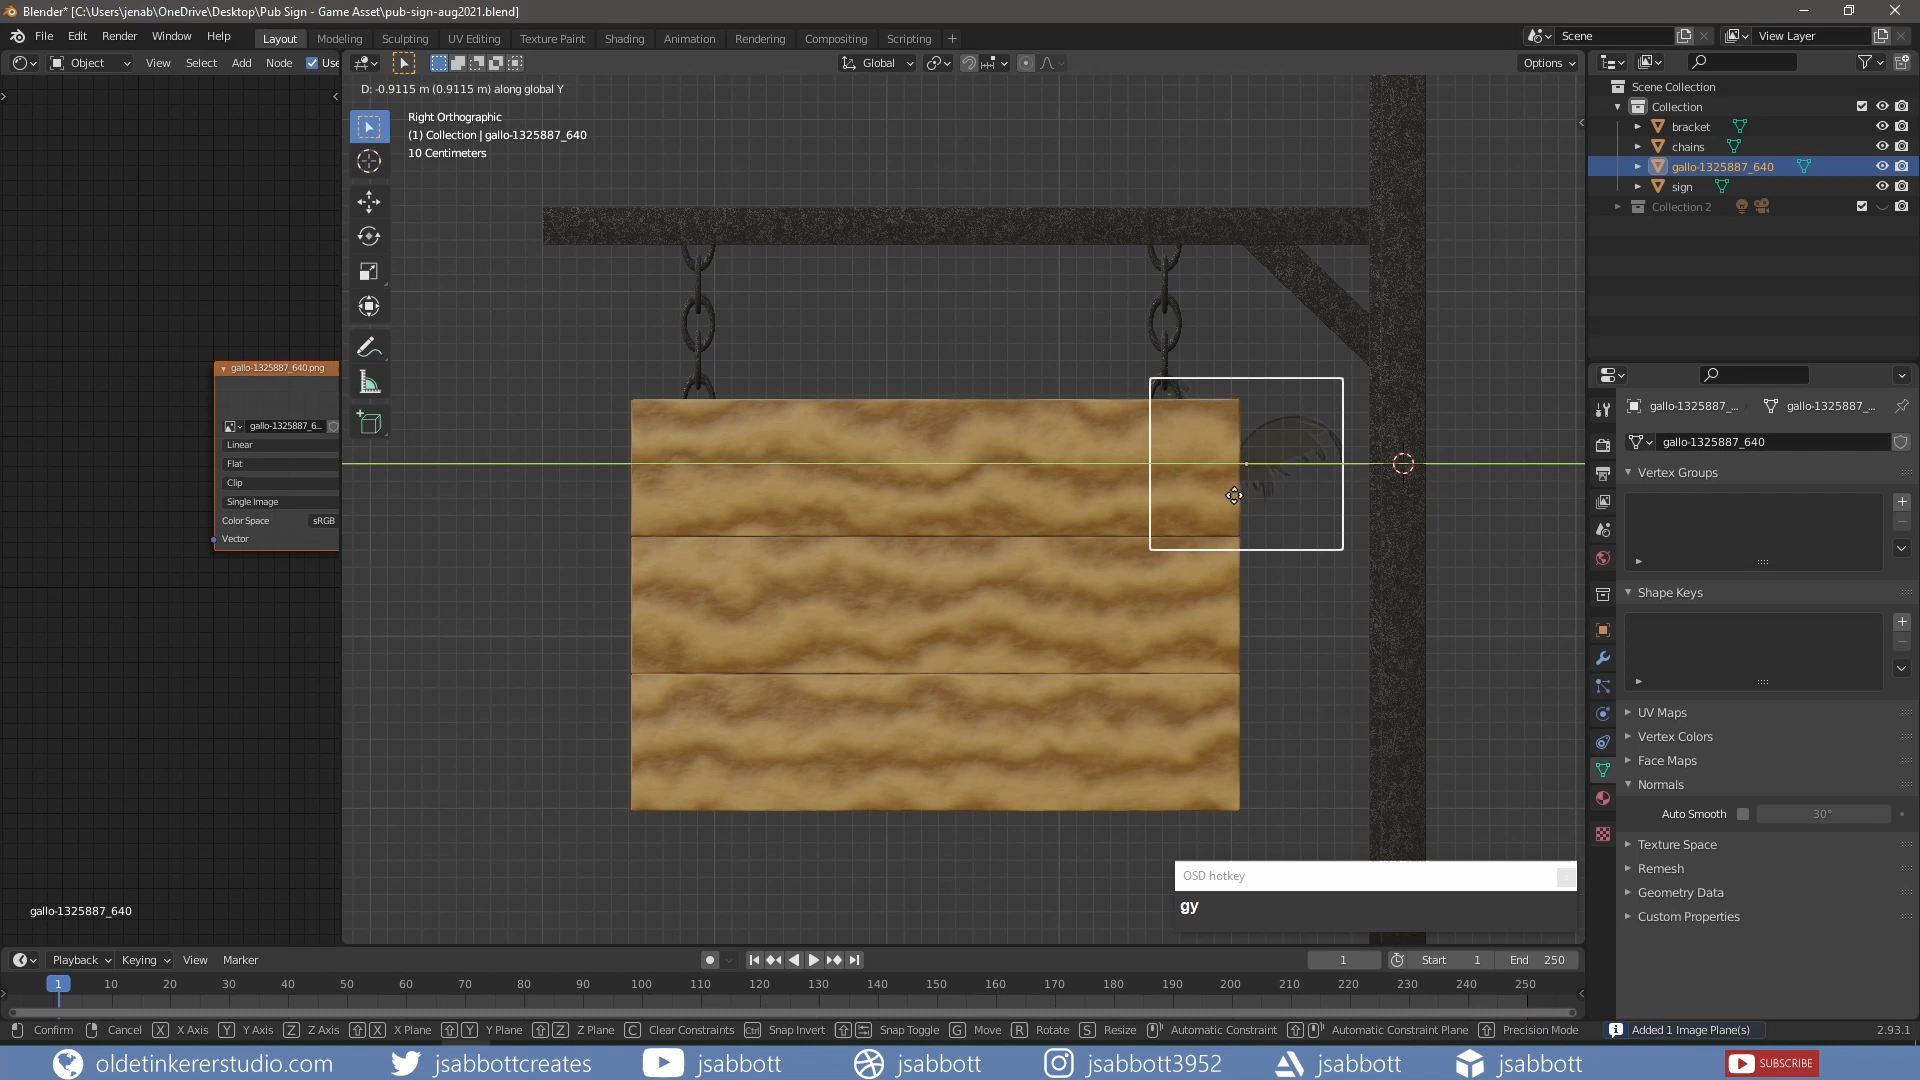 Blender* [C:\Users\jenab\OneDrive\Desktop\Pub Sign - Game Asset\pub-sign-aug2021.blend]
File Edit Render Window Help Layout Modeling Sculpting UV Editing Texture Paint Shading Animation Rendering Compositing Scripting + Scene View Layer
Object View Select Add Node Use Global Options
D: -0.9115 m (0.9115 m) along global Y
Right Orthographic
(1) Collection | gallo-1325887_640
10 Centimeters
Scene Collection
Collection
bracket
chains
gallo-1325887_640
sign
Collection 2
gallo-1325887_640.png
gallo-1325887_6...
Linear
Flat
Clip
Single Image
Color Space sRGB
Vector
gallo-1325887_640
gallo-1325887_... gallo-1325887_...
gallo-1325887_640
Vertex Groups
Shape Keys
UV Maps
Vertex Colors
Face Maps
Normals
Auto Smooth 30°
Texture Space
Remesh
Geometry Data
Custom Properties
OSD hotkey
gy
Playback Keying View Marker 1 Start 1 End 250
1 10 20 30 40 50 60 70 80 90 100 110 120 130 140 150 160 170 180 190 200 210 220 230 240 250
Confirm Cancel X X Axis Y Y Axis Z Z Axis X X Plane Y Y Plane Z Z Plane C Clear Constraints Ctrl Snap Invert Snap Toggle G Move R Rotate S Resize Automatic Constraint Automatic Constraint Plane Precision Mode Added 1 Image Plane(s) 2.93.1
oldetinkererstudio.com jsabbottcreates jsabbott jsabbott jsabbott3952 jsabbott jsabbott SUBSCRIBE